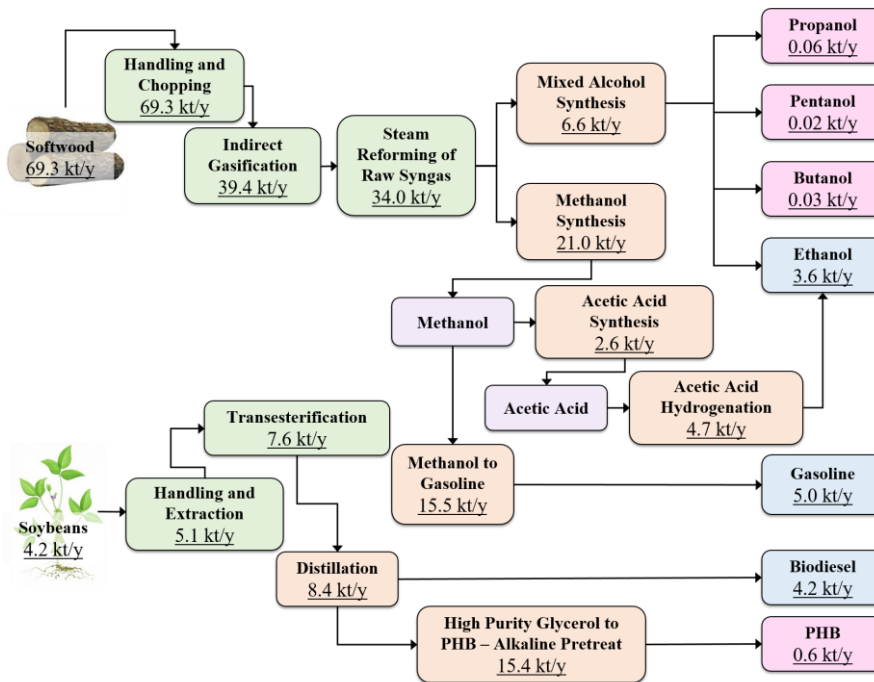 Propanol
0.06 kt/y
Handling and
Chopping
69.3 kt/y
Mixed Alcohol
Synthesis
6.6 kt/y
Pentanol
0.02 kt/y
Softwood
69.3 kt/y
Indirect
Gasification
39.4 kt/y
Steam
Reforming of
Raw Syngas
34.0 kt/y
Butanol
0.03 kt/y
Methanol
Synthesis
21.0 kt/y
Ethanol
3.6 kt/y
Methanol
Acetic Acid
Synthesis
2.6 kt/y
Acetic Acid
Acetic Acid
Hydrogenation
4.7 kt/y
Transesterification
7.6 kt/y
Methanol to
Gasoline
15.5 kt/y
Gasoline
5.0 kt/y
Soybeans
4.2 kt/y
Handling and
Extraction
5.1 kt/y
Distillation
8.4 kt/y
Biodiesel
4.2 kt/y
High Purity Glycerol to
PHB – Alkaline Pretreat
15.4 kt/y
PHB
0.6 kt/y